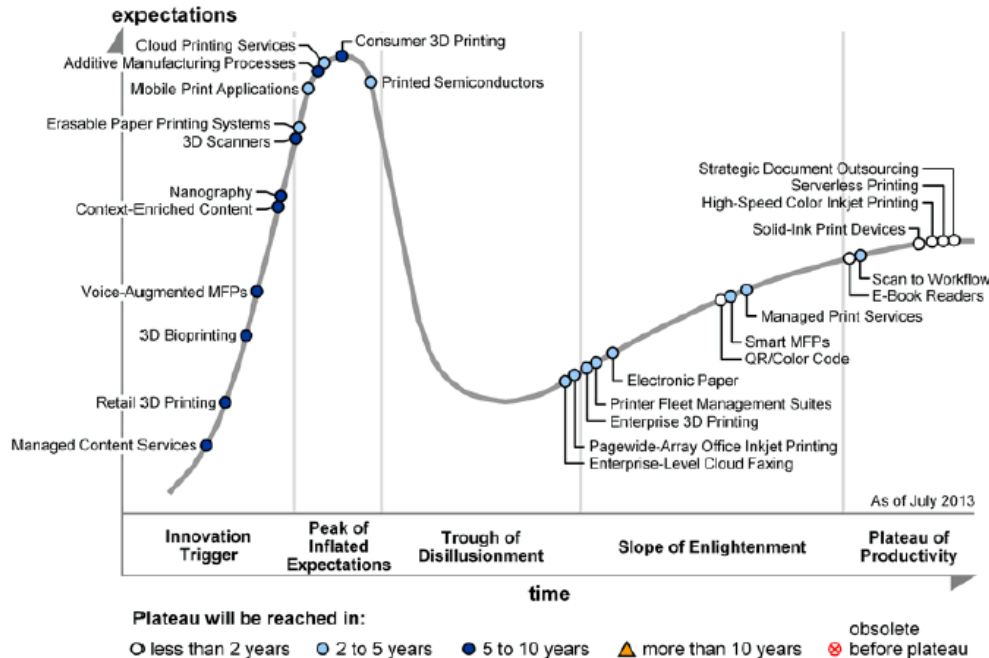 expectations
Cloud Printing Services
Consumer 3D Printing
Additive Manufacturing Processes
Mobile Print Applications
Printed Semiconductors
Erasable Paper Printing Systems
3D Scanners
Nanography
Context-Enriched Content
Voice-Augmented MFPs
3D Bioprinting
Retail 3D Printing
Managed Content Services
Strategic Document Outsourcing
Serverless Printing
High-Speed Color Inkjet Printing
Solid-Ink Print Devices
Scan to Workflow
E-Book Readers
Managed Print Services
Smart MFPs
QR/Color Code
Electronic Paper
Printer Fleet Management Suites
Enterprise 3D Printing
Pagewide-Array Office Inkjet Printing
Enterprise-Level Cloud Faxing
As of July 2013
Innovation
Trigger
Peak of
Inflated
Expectations
Trough of
Disillusionment
Slope of Enlightenment
Plateau of
Productivity
time
Plateau will be reached in:
less than 2 years
2 to 5 years
5 to 10 years
more than 10 years
obsolete
before plateau